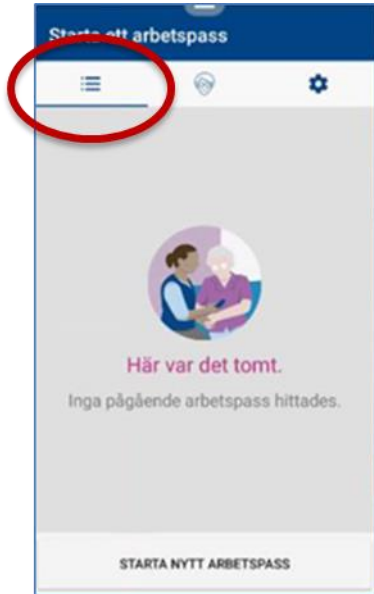 Starta ett arbetspass
Här var det tomt.
Inga pågående arbetspass hittades.
STARTA NYTT ARBETSPASS